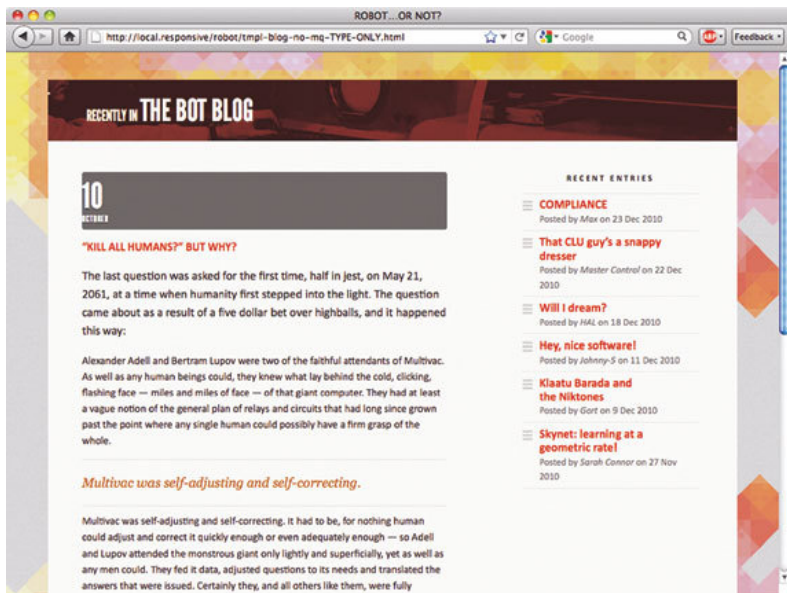 ROBOT...OR NOT?
http://local.responsive/robot/tmpl-blog-no-mq-TYPE-ONLY.html
Google
ABP
Feedback
RECENTLY IN THE BOT BLOG
10
OCTOBER
“KILL ALL HUMANS?” BUT WHY?
The last question was asked for the first time, half in jest, on May 21,
2061, at a time when humanity first stepped into the light. The question
came about as a result of a five dollar bet over highballs, and it happened
this way:
Alexander Adell and Bertram Lupov were two of the faithful attendants of Multivac.
As well as any human beings could, they knew what lay behind the cold, clicking,
flashing face — miles and miles of face — of that giant computer. They had at least
a vague notion of the general plan of relays and circuits that had long since grown
past the point where any single human could possibly have a firm grasp of the
whole.
Multivac was self-adjusting and self-correcting.
Multivac was self-adjusting and self-correcting. It had to be, for nothing human
could adjust and correct it quickly enough or even adequately enough — so Adell
and Lupov attended the monstrous giant only lightly and superficially, yet as well as
any men could. They fed it data, adjusted questions to its needs and translated the
answers that were issued. Certainly they, and all others like them, were fully
RECENT ENTRIES
COMPLIANCE
Posted by Max on 23 Dec 2010
That CLU guy’s a snappy
dresser
Posted by Master Control on 22 Dec
2010
Will I dream?
Posted by HAL on 18 Dec 2010
Hey, nice software!
Posted by Johnny-5 on 11 Dec 2010
Klaatu Barada and
the Niktones
Posted by Gort on 9 Dec 2010
Skynet: learning at a
geometric rate!
Posted by Sarah Connor on 27 Nov
2010